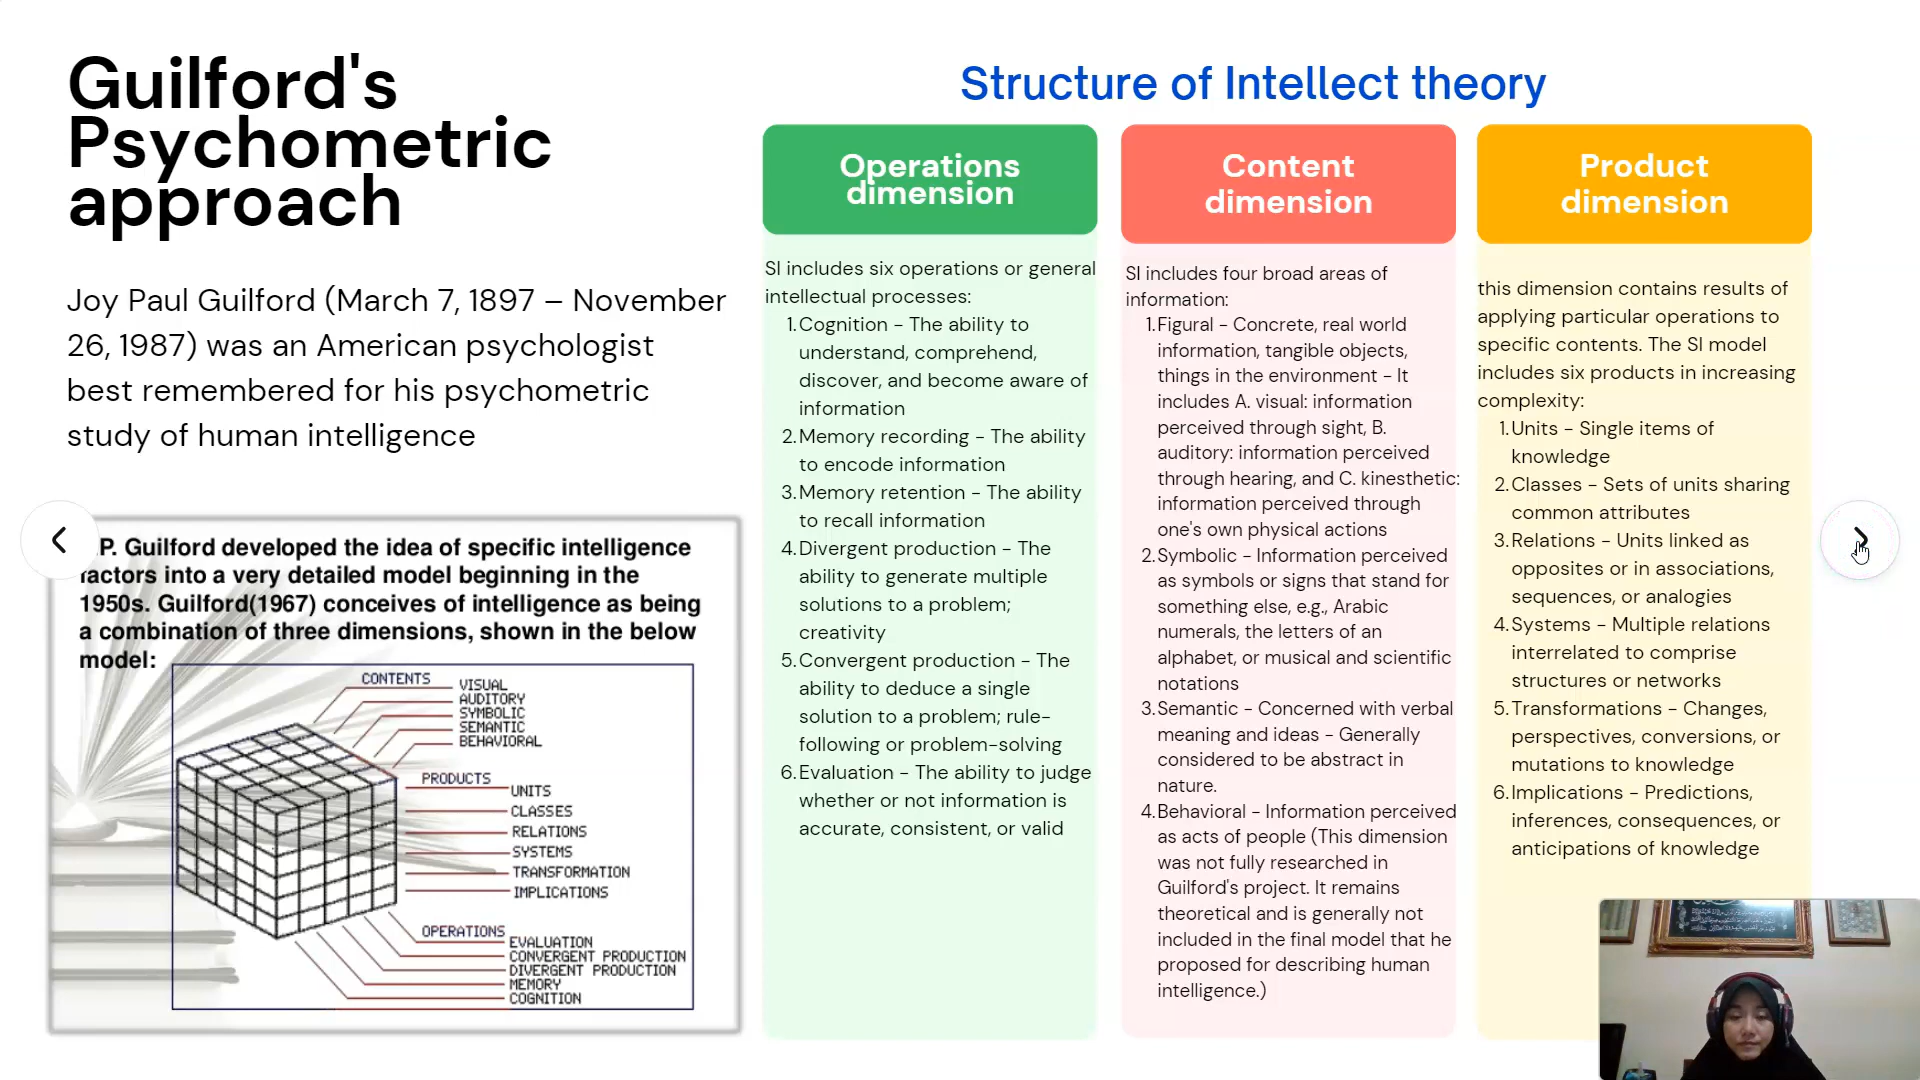 Guilford's
Psychometric
approach
Joy Paul Guilford (March 7, 1897 – November
26, 1987) was an American psychologist
best remembered for his psychometric
study of human intelligence
P. Guilford developed the idea of specific intelligence
factors into a very detailed model beginning in the
1950s. Guilford(1967) conceives of intelligence as being
a combination of three dimensions, shown in the below
model:
CONTENTS
VISUAL
AUDITORY
SYMBOLIC
SEMANTIC
BEHAVIORAL
PRODUCTS
UNITS
CLASSES
RELATIONS
SYSTEMS
TRANSFORMATION
IMPLICATIONS
OPERATIONS
EVALUATION
CONVERGENT PRODUCTION
DIVERGENT PRODUCTION
MEMORY
COGNITION
Structure of Intellect theory
Operations
dimension
SI includes six operations or general
intellectual processes:
1. Cognition - The ability to
understand, comprehend,
discover, and become aware of
information
2. Memory recording - The ability
to encode information
3. Memory retention - The ability
to recall information
4. Divergent production - The
ability to generate multiple
solutions to a problem;
creativity
5. Convergent production - The
ability to deduce a single
solution to a problem; rule-
following or problem-solving
6. Evaluation - The ability to judge
whether or not information is
accurate, consistent, or valid
Content
dimension
SI includes four broad areas of
information:
1. Figural - Concrete, real world
information, tangible objects,
things in the environment - It
includes A. visual: information
perceived through sight, B.
auditory: information perceived
through hearing, and C. kinesthetic:
information perceived through
one's own physical actions
2. Symbolic - Information perceived
as symbols or signs that stand for
something else, e.g., Arabic
numerals, the letters of an
alphabet, or musical and scientific
notations
3. Semantic - Concerned with verbal
meaning and ideas - Generally
considered to be abstract in
nature.
4. Behavioral - Information perceived
as acts of people (This dimension
was not fully researched in
Guilford's project. It remains
theoretical and is generally not
included in the final model that he
proposed for describing human
intelligence.)
Product
dimension
this dimension contains results of
applying particular operations to
specific contents. The SI model
includes six products in increasing
complexity:
1. Units - Single items of
knowledge
2. Classes - Sets of units sharing
common attributes
3. Relations - Units linked as
opposites or in associations,
sequences, or analogies
4. Systems - Multiple relations
interrelated to comprise
structures or networks
5. Transformations - Changes,
perspectives, conversions, or
mutations to knowledge
6. Implications - Predictions,
inferences, consequences, or
anticipations of knowledge